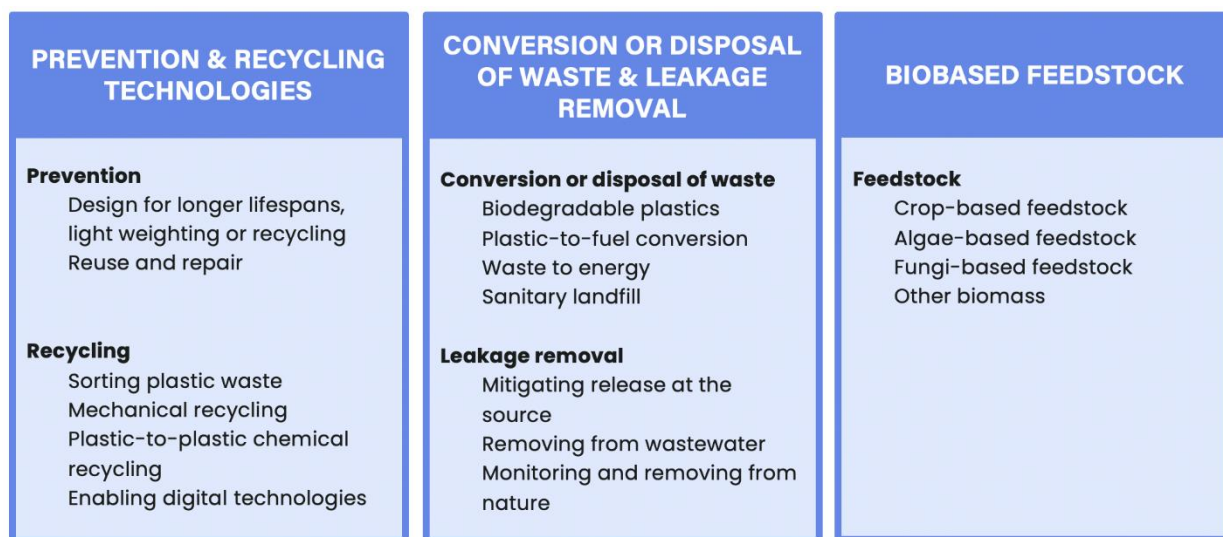 PREVENTION & RECYCLING
TECHNOLOGIES
Prevention
Design for longer lifespans,
light weighting or recycling
Reuse and repair
Recycling
Sorting plastic waste
Mechanical recycling
Plastic-to-plastic chemical
recycling
Enabling digital technologies
CONVERSION OR DISPOSAL
OF WASTE & LEAKAGE
REMOVAL
Conversion or disposal of waste
Biodegradable plastics
Plastic-to-fuel conversion
Waste to energy
Sanitary landfill
Leakage removal
Mitigating release at the
source
Removing from wastewater
Monitoring and removing from
nature
BIOBASED FEEDSTOCK
Feedstock
Crop-based feedstock
Algae-based feedstock
Fungi-based feedstock
Other biomass